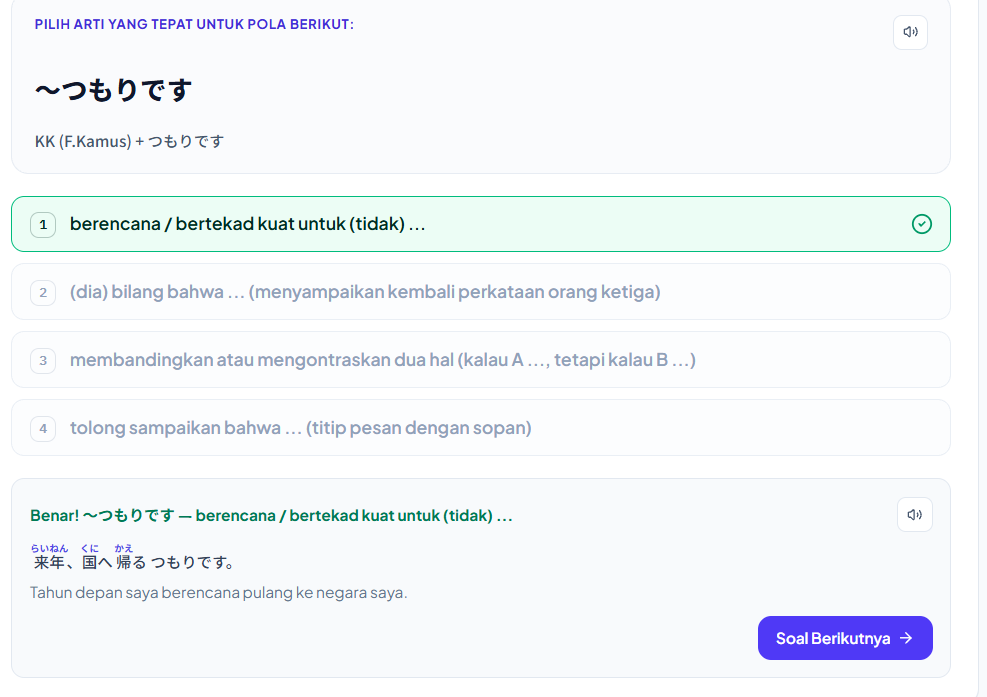 PILIH ARTI YANG TEPAT UNTUK POLA BERIKUT:
〜つもりです
KK (F.Kamus) + つもりです
1 berencana / bertekad kuat untuk (tidak) ...
2 (dia) bilang bahwa ... (menyampaikan kembali perkataan orang ketiga)
3 membandingkan atau mengontraskan dua hal (kalau A ..., tetapi kalau B ...)
4 tolong sampaikan bahwa ... (titip pesan dengan sopan)
Benar! 〜つもりです — berencana / bertekad kuat untuk (tidak) ...
らいねん くに かえ
来年、国へ 帰る つもりです。
Tahun depan saya berencana pulang ke negara saya.
Soal Berikutnya →